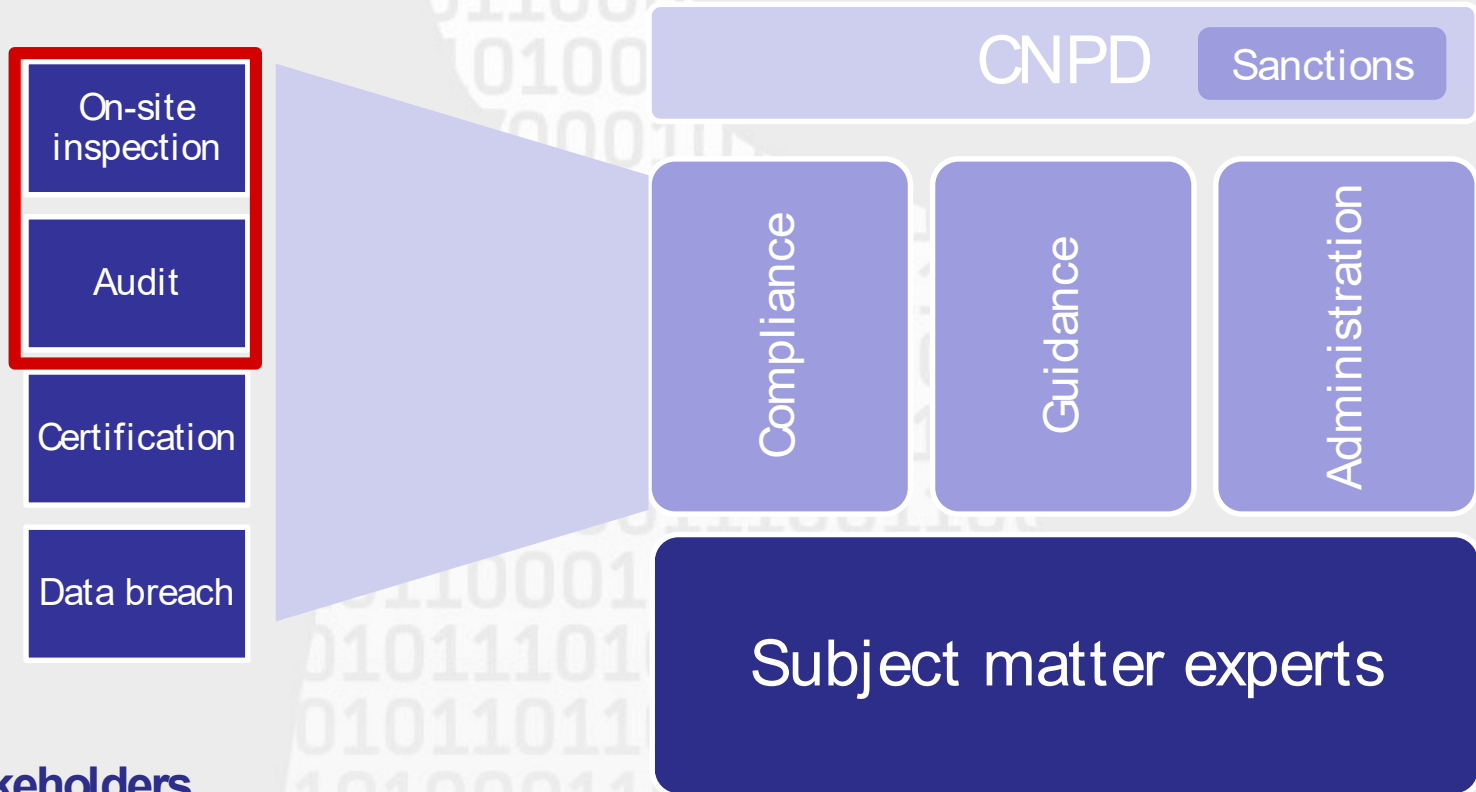 CNPD
Sanctions
On-site
inspection
Audit
Certification
Data breach
Compliance
Guidance
Administration
Subject matter experts
keholders